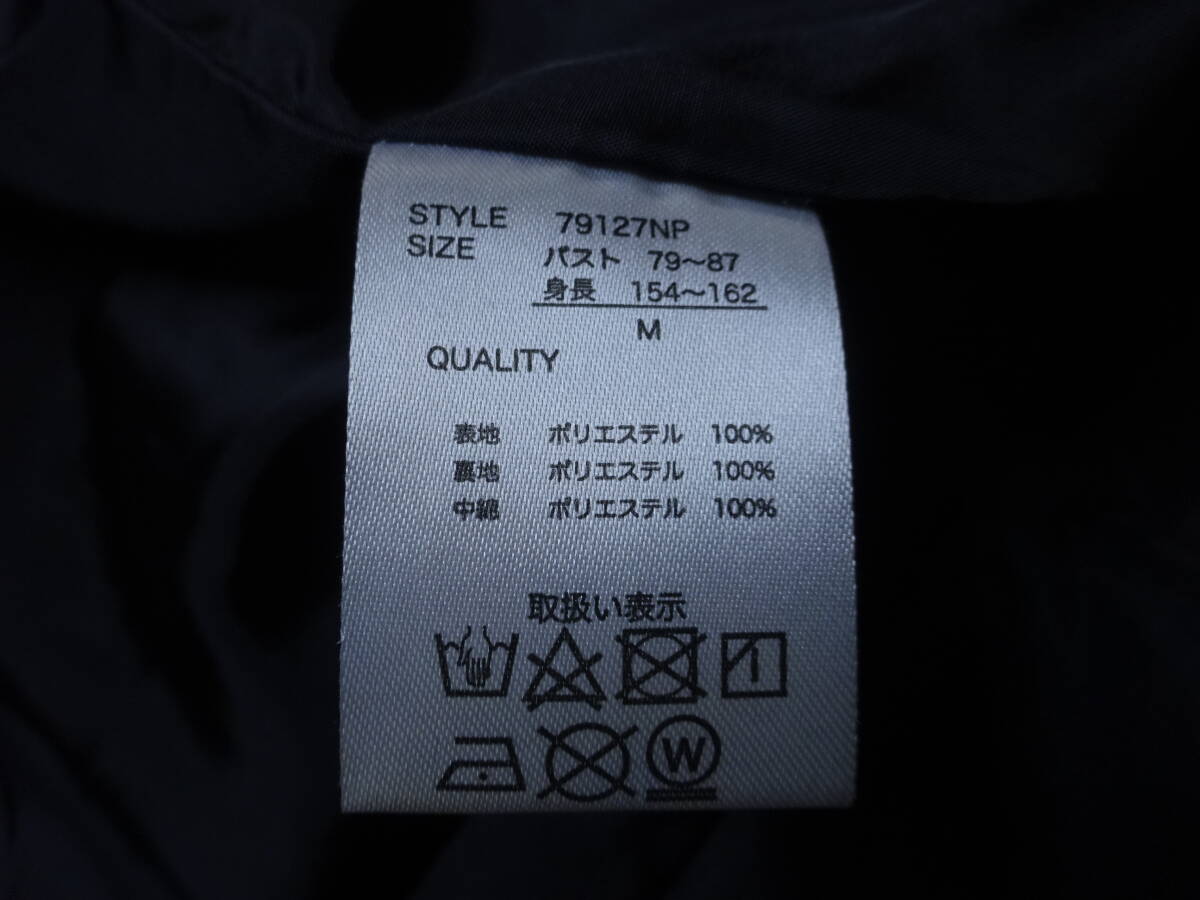 STYLE 79127NP
SIZE バスト 79～87
身長 154～162
M
QUALITY
表地 ポリエステル 100%
裏地 ポリエステル 100%
中綿 ポリエステル 100%
取扱い表示
W